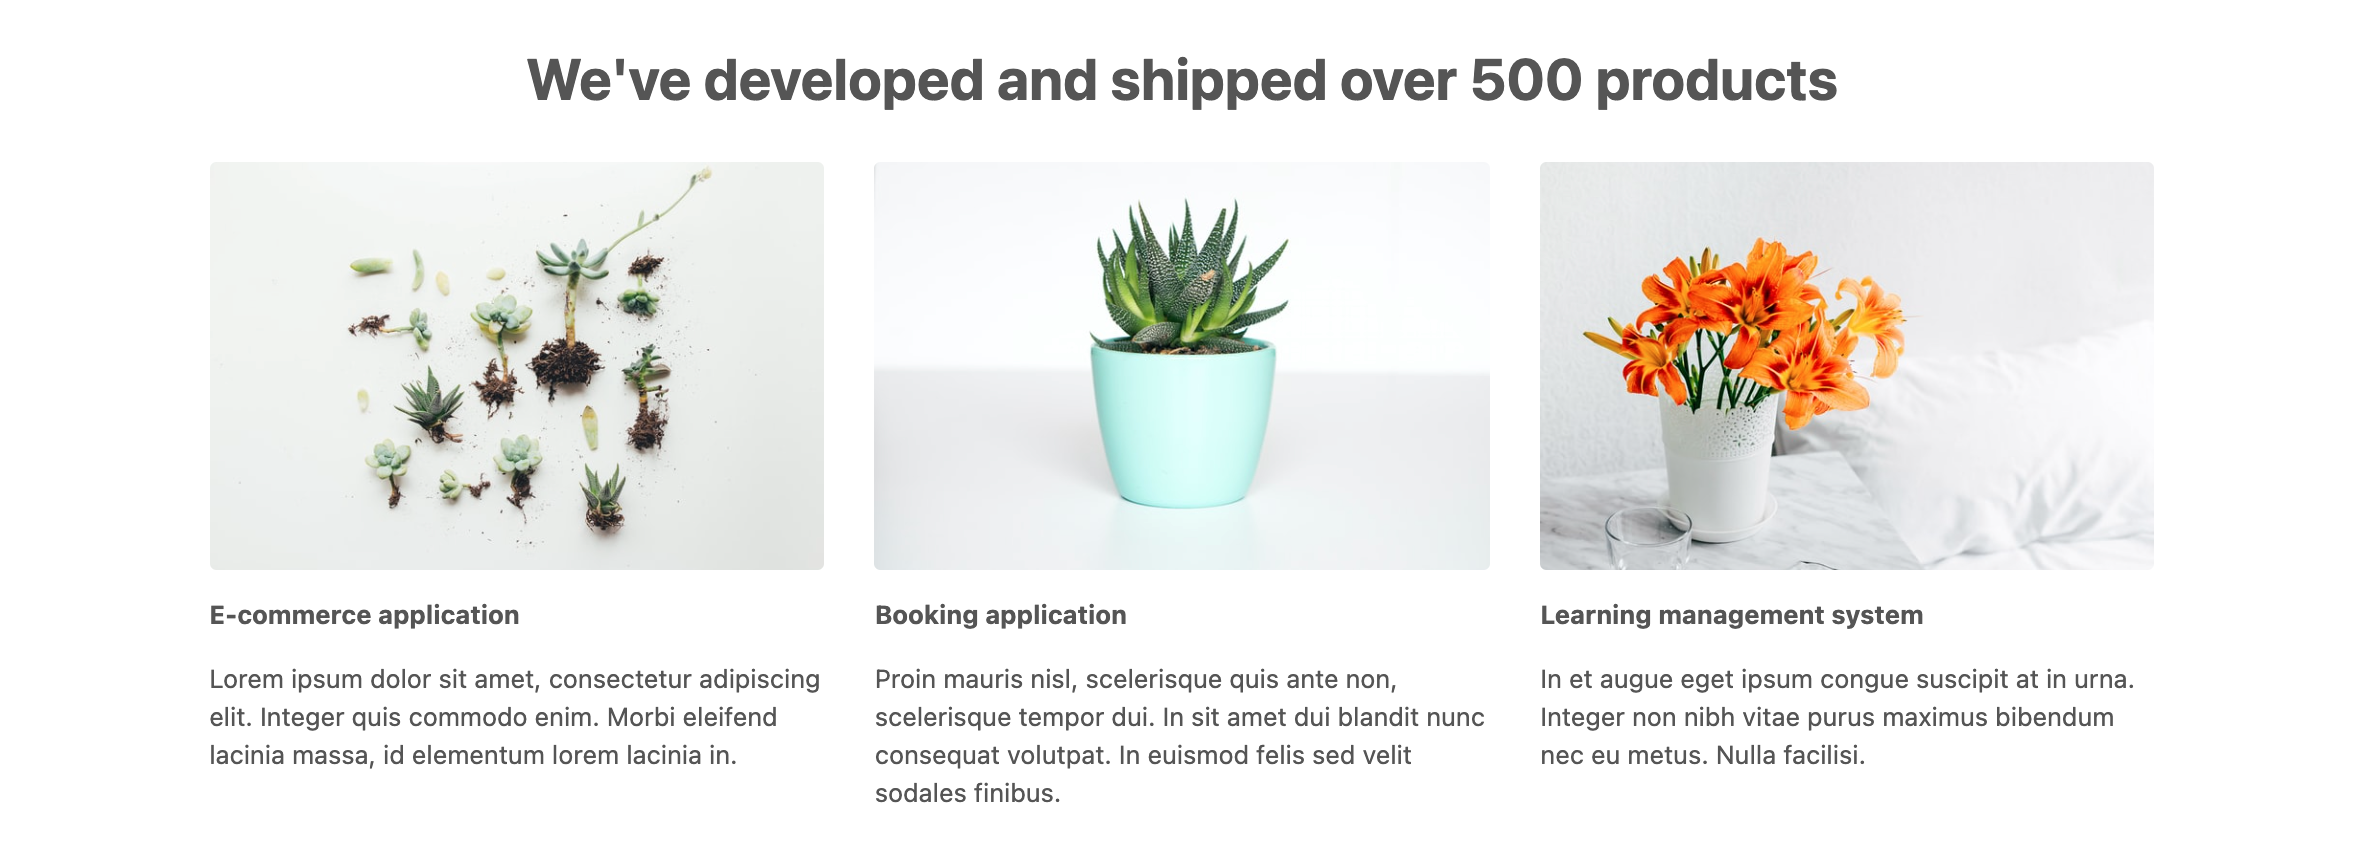 We've developed and shipped over 500 products
E-commerce application
Lorem ipsum dolor sit amet, consectetur adipiscing
elit. Integer quis commodo enim. Morbi eleifend
lacinia massa, id elementum lorem lacinia in.
Booking application
Proin mauris nisl, scelerisque quis ante non,
scelerisque tempor dui. In sit amet dui blandit nunc
consequat volutpat. In euismod felis sed velit
sodales finibus.
Learning management system
In et augue eget ipsum congue suscipit at in urna.
Integer non nibh vitae purus maximus bibendum
nec eu metus. Nulla facilisi.